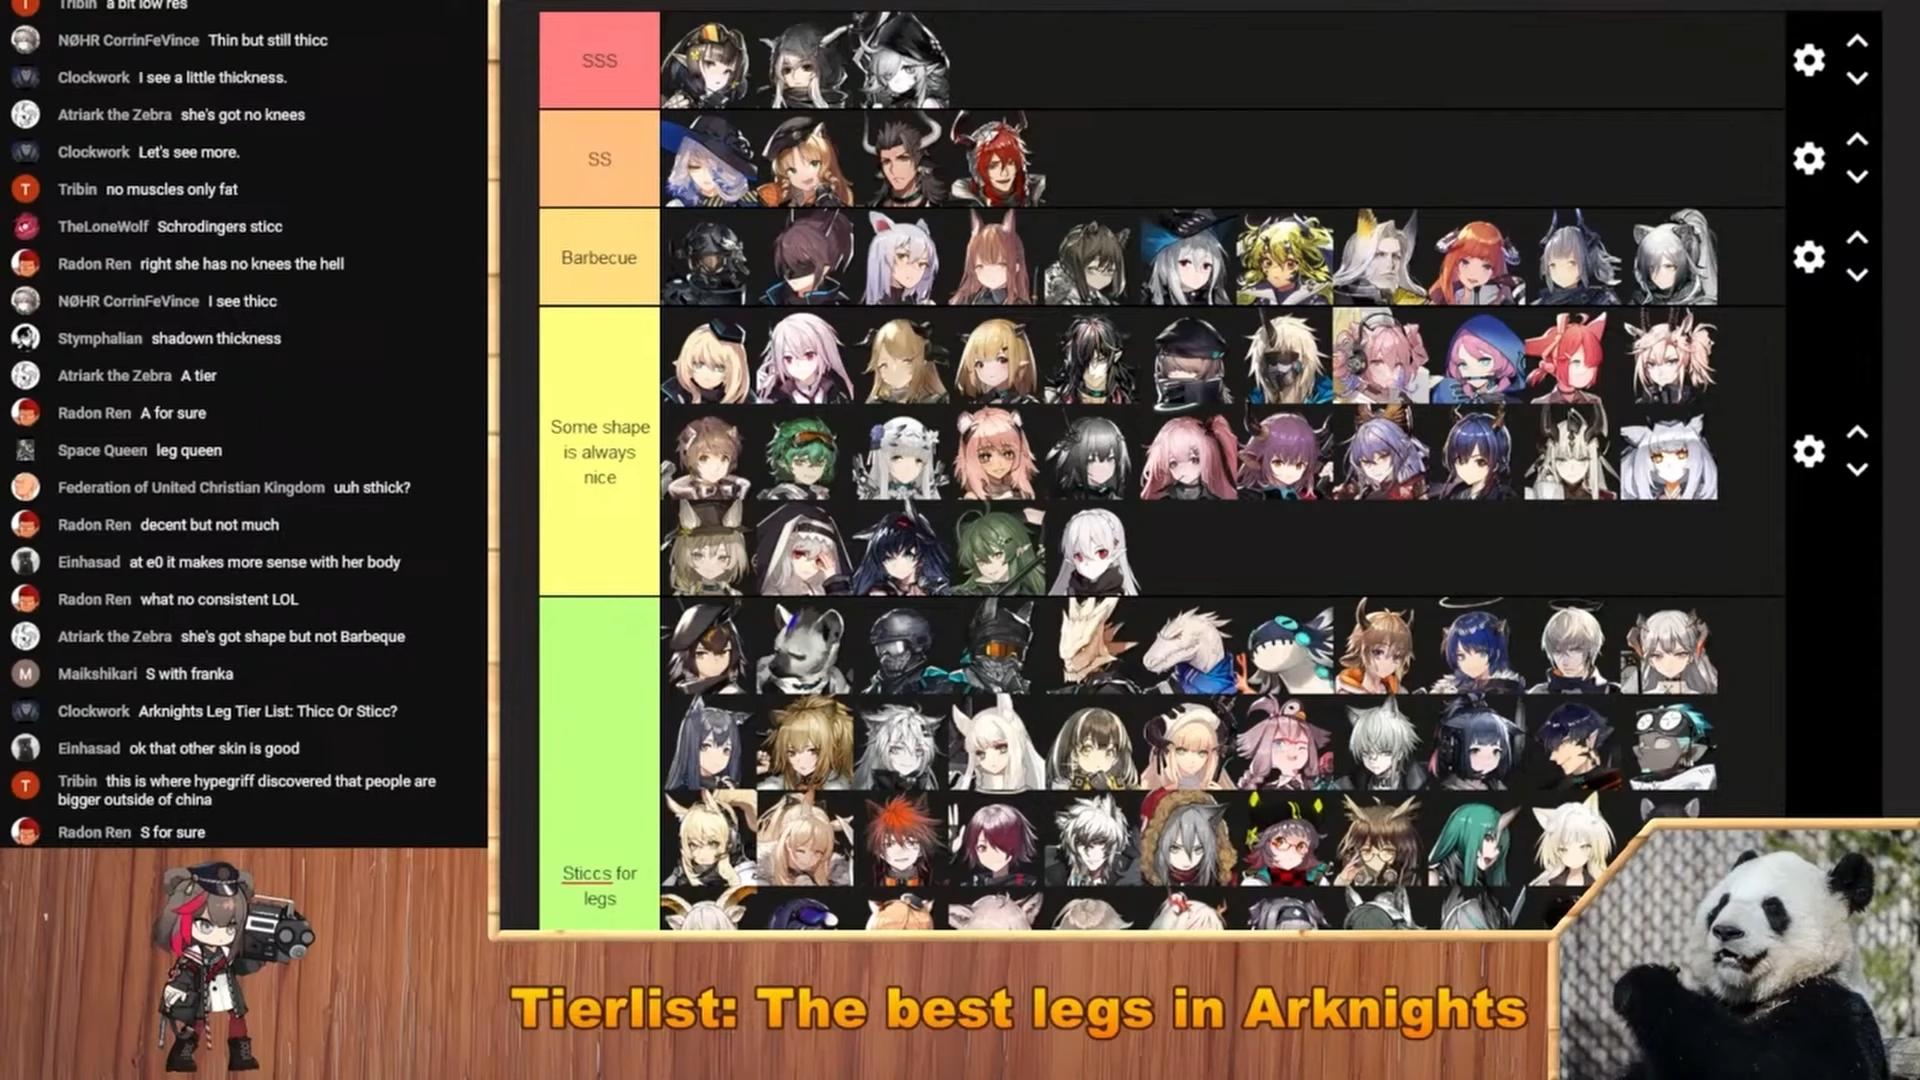 Tribin a bit low res
NØHR CorrinFeVince Thin but still thicc
Clockwork I see a little thickness.
Atriark the Zebra she's got no knees
Clockwork Let's see more.
T Tribin no muscles only fat
TheLoneWolf Schrodingers sticc
Radon Ren right she has no knees the hell
NØHR CorrinFeVince I see thicc
Stymphalian shadown thickness
Atriark the Zebra A tier
Radon Ren A for sure
Space Queen leg queen
Federation of United Christian Kingdom uuh sthick?
Radon Ren decent but not much
Einhasad at e0 it makes more sense with her body
Radon Ren what no consistent LOL
Atriark the Zebra she's got shape but not Barbeque
M Maikshikari S with franka
Clockwork Arknights Leg Tier List: Thicc Or Sticc?
Einhasad ok that other skin is good
T Tribin this is where hypegriff discovered that people are
bigger outside of china
Radon Ren S for sure
SSS
SS
Barbecue
Some shape
is always
nice
Sticcs for
legs
Tierlist: The best legs in Arknights